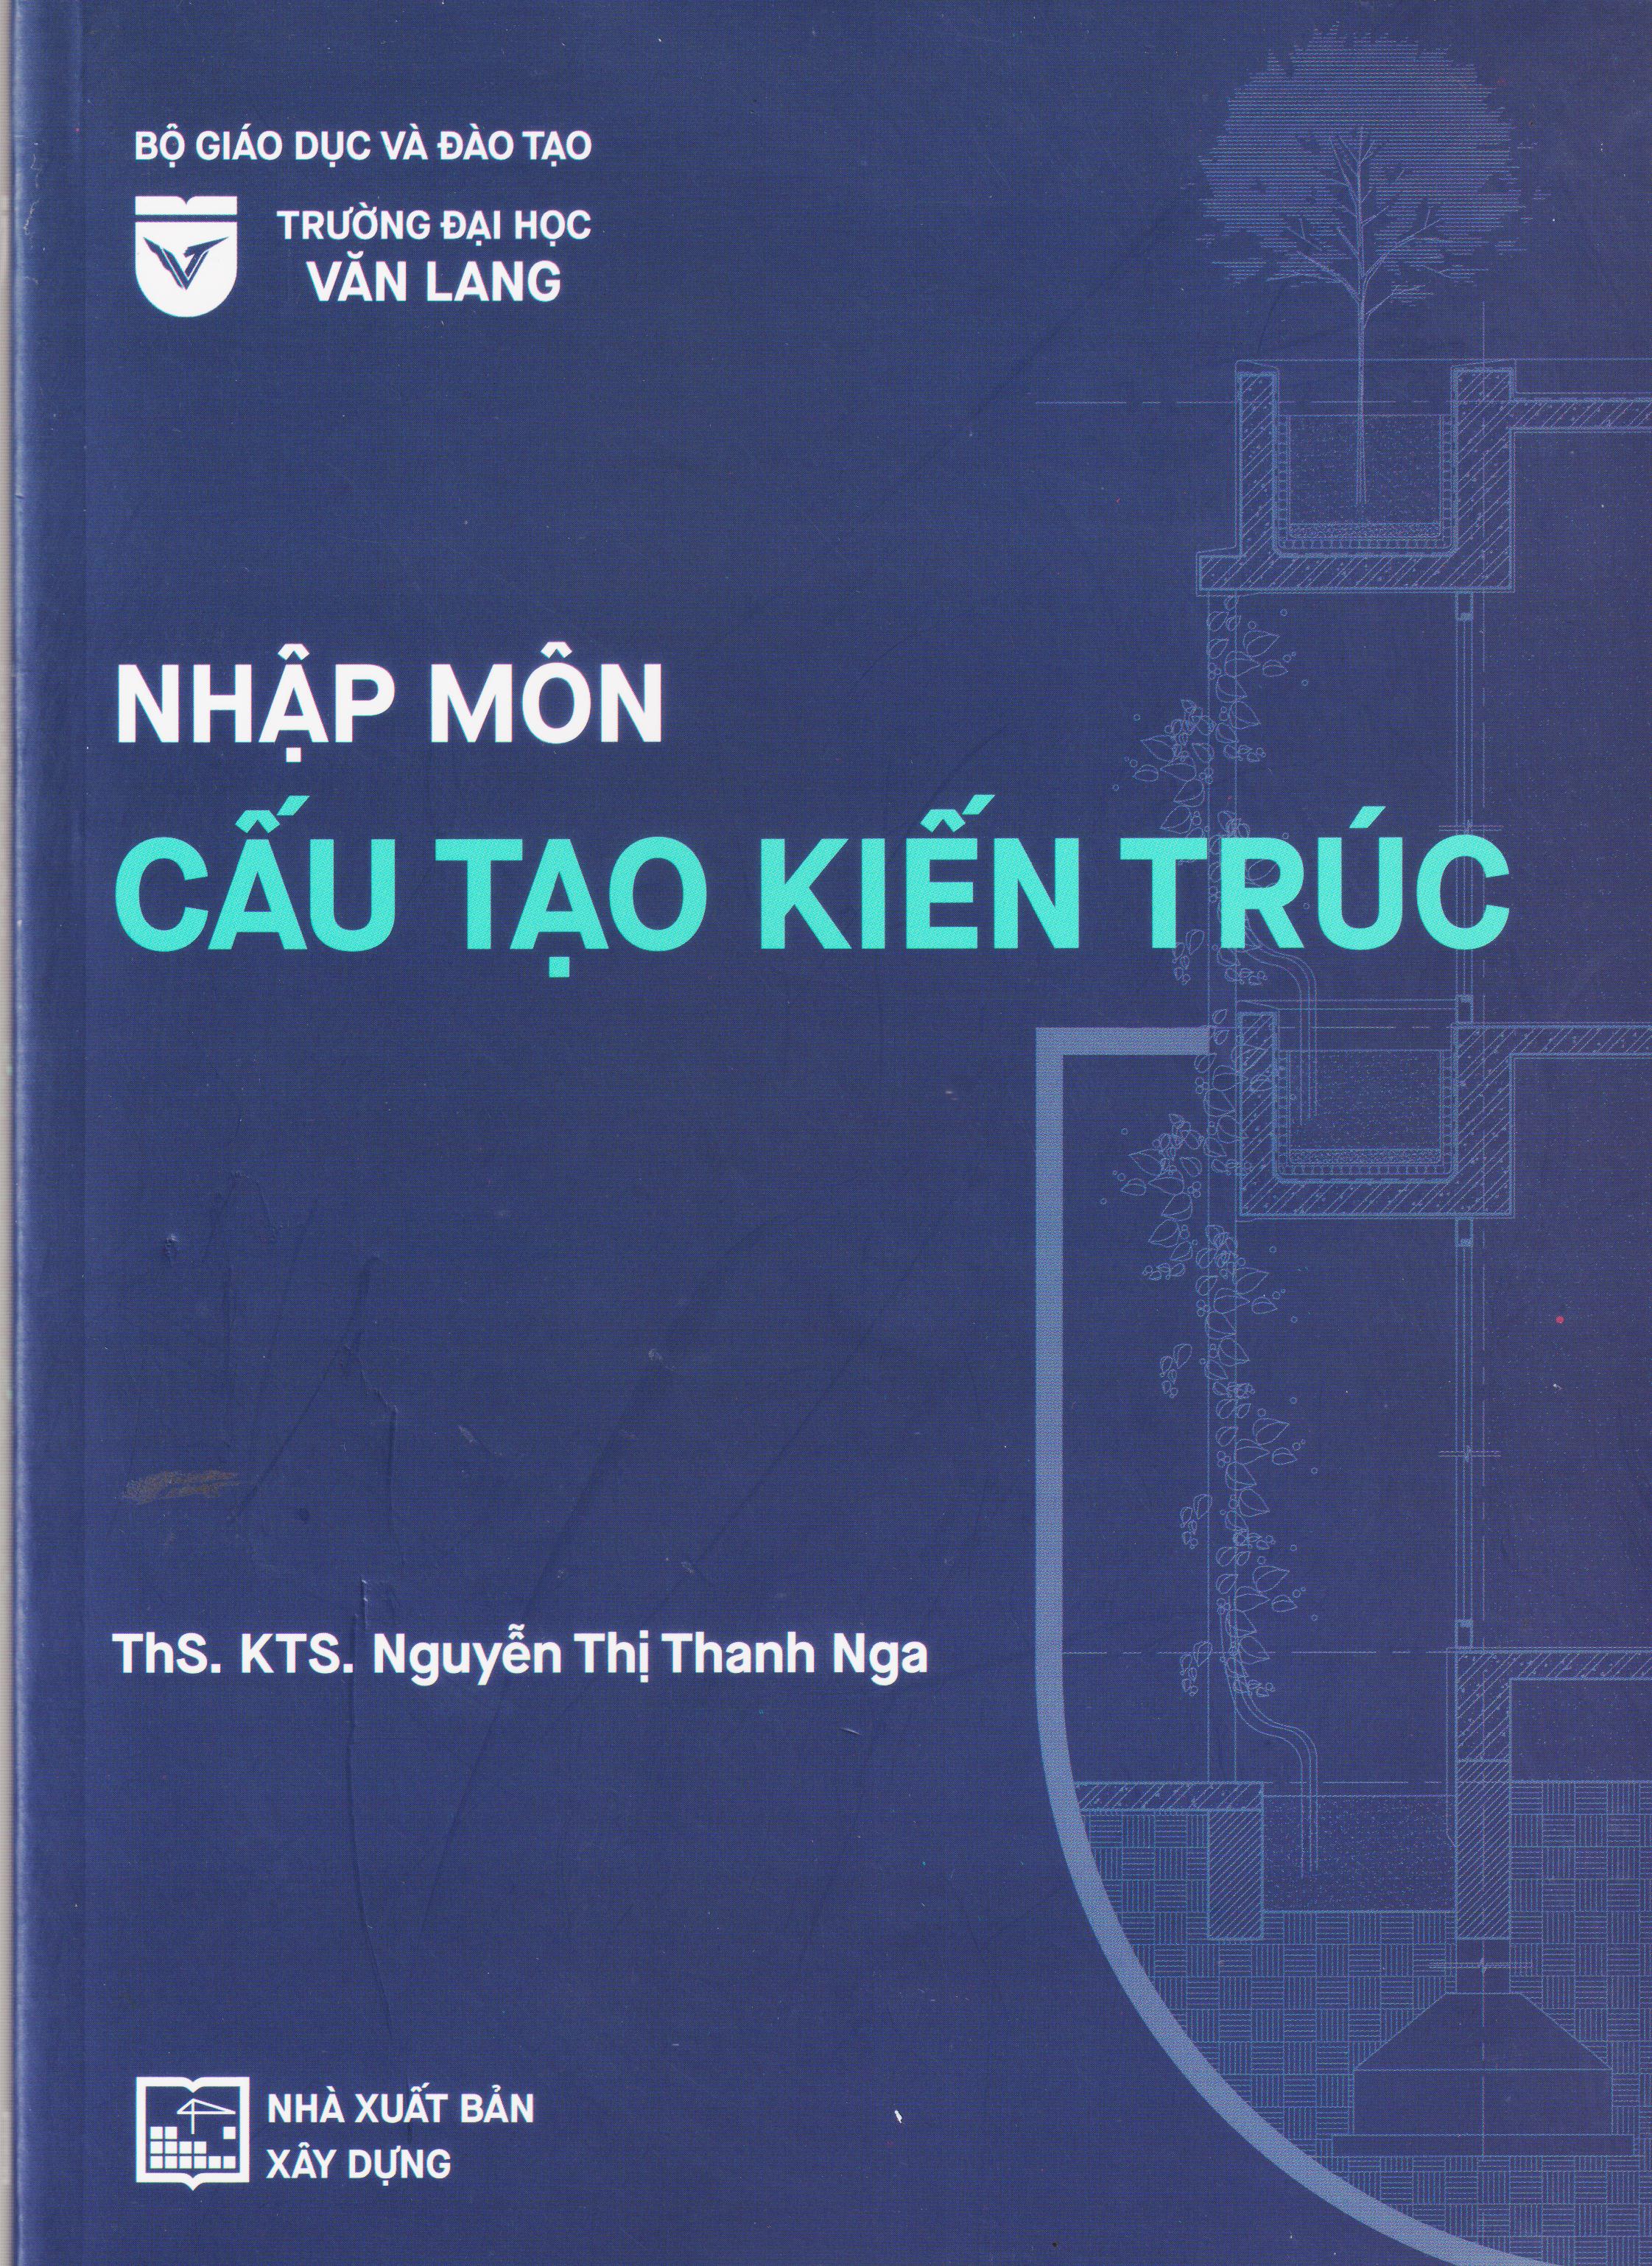 BỘ GIÁO DỤC VÀ ĐÀO TẠO
TRƯỜNG ĐẠI HỌC
VĂN LANG
NHẬP MÔN
CẤU TẠO KIẾN TRÚC
ThS. KTS. Nguyễn Thị Thanh Nga
NHÀ XUẤT BẢN
XÂY DỰNG